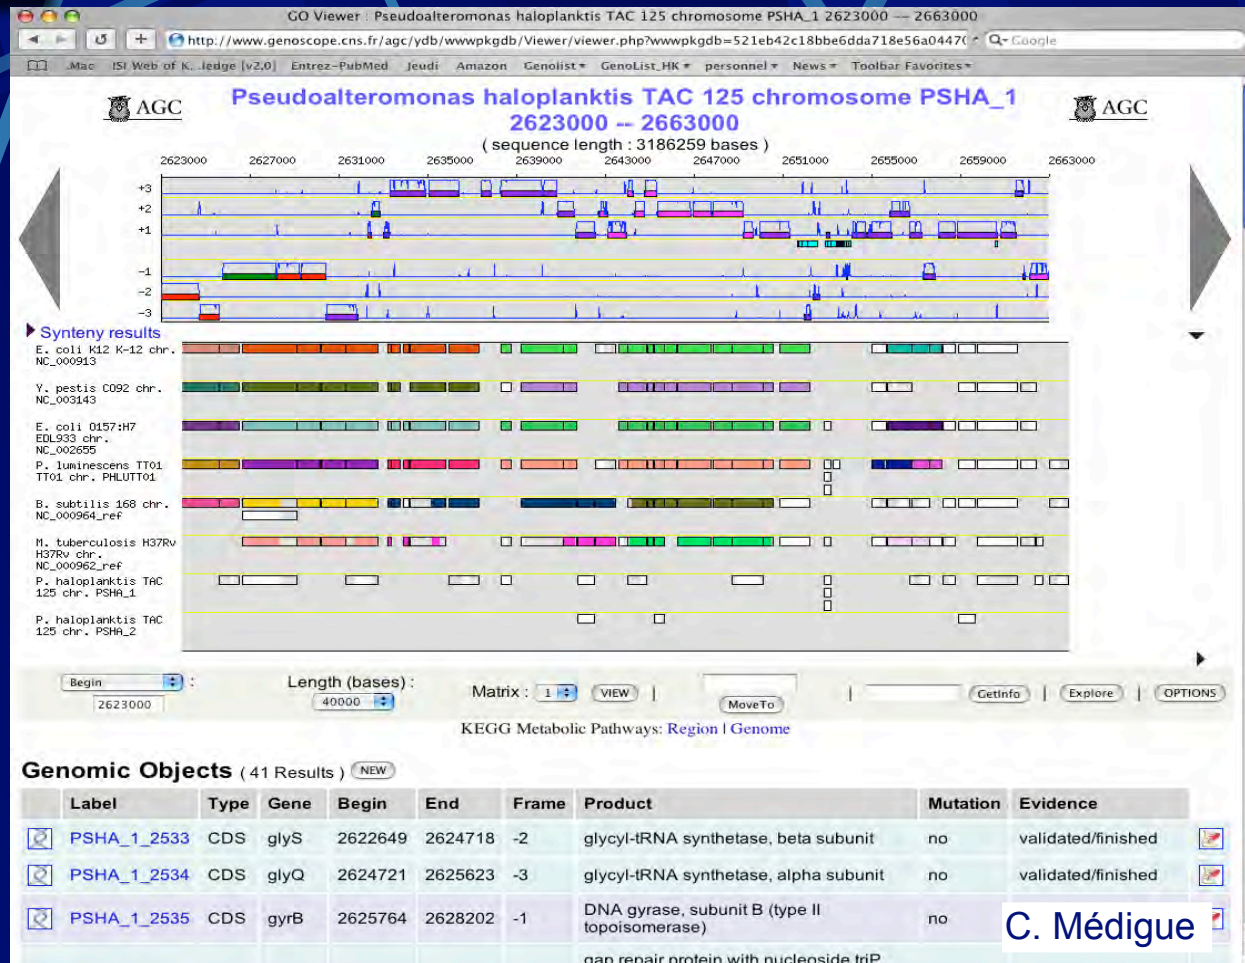 GO Viewer : Pseudoalteromonas haloplanktis TAC 125 chromosome PSHA_1 2623000 -- 2663000
http://www.genoscope.cns.fr/agc/ydb/wwwpkgdb/Viewer/viewer.php?wwwpkgdb=521eb42c18bbe6dda718e56a0447(
Google
Mac ISI Web of K...ledge [v2,0] Entrez-PubMed Jeudi Amazon Genolist GenoList_HK personnel News Toolbar Favorites
AGC
Pseudoalteromonas haloplanktis TAC 125 chromosome PSHA_1
2623000 -- 2663000
AGC
( sequence length : 3186259 bases )
2623000 2627000 2631000 2635000 2639000 2643000 2647000 2651000 2655000 2659000 2663000
+3
+2
+1
-1
-2
-3
Synteny results
E. coli K12 K-12 chr.
NC_000913
Y. pestis CO92 chr.
NC_003143
E. coli O157:H7
EDL933 chr.
NC_002655
P. luminescens TT01
TT01 chr. PHLUTT01
B. subtilis 168 chr.
NC_000964_ref
M. tuberculosis H37Rv
H37Rv chr.
NC_000962_ref
P. haloplanktis TAC
125 chr. PSHA_1
P. haloplanktis TAC
125 chr. PSHA_2
Begin :
2623000
Length (bases) :
40000
Matrix : 1 VIEW |
MoveTo
| GetInfo | Explore | OPTIONS
KEGG Metabolic Pathways: Region | Genome
Genomic Objects ( 41 Results ) NEW
Label Type Gene Begin End Frame Product Mutation Evidence
PSHA_1_2533 CDS glyS 2622649 2624718 -2 glycyl-tRNA synthetase, beta subunit no validated/finished
PSHA_1_2534 CDS glyQ 2624721 2625623 -3 glycyl-tRNA synthetase, alpha subunit no validated/finished
PSHA_1_2535 CDS gyrB 2625764 2628202 -1 DNA gyrase, subunit B (type II
topoisomerase) no
C. Médigue
gap repair protein with nucleoside triP